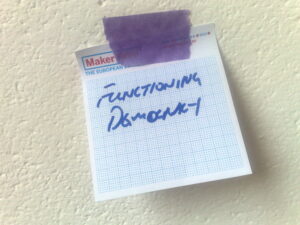 Maker
THE EUROPEAN
FUNCTIONING
DEMOCRACY